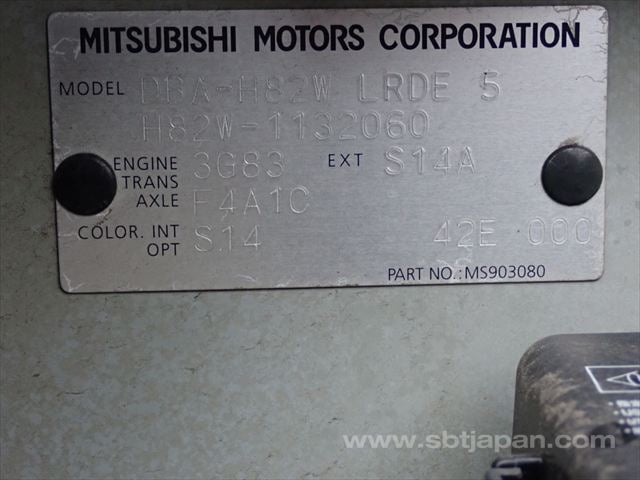 MITSUBISHI MOTORS CORPORATION
MODEL DBA-H82W LRDE 5
H82W-1132060
ENGINE 3G83 EXT S14A
TRANS
AXLE F4A1C
COLOR. INT S14 42E 000
OPT
PART NO.: MS903080
www.sbtjapan.com